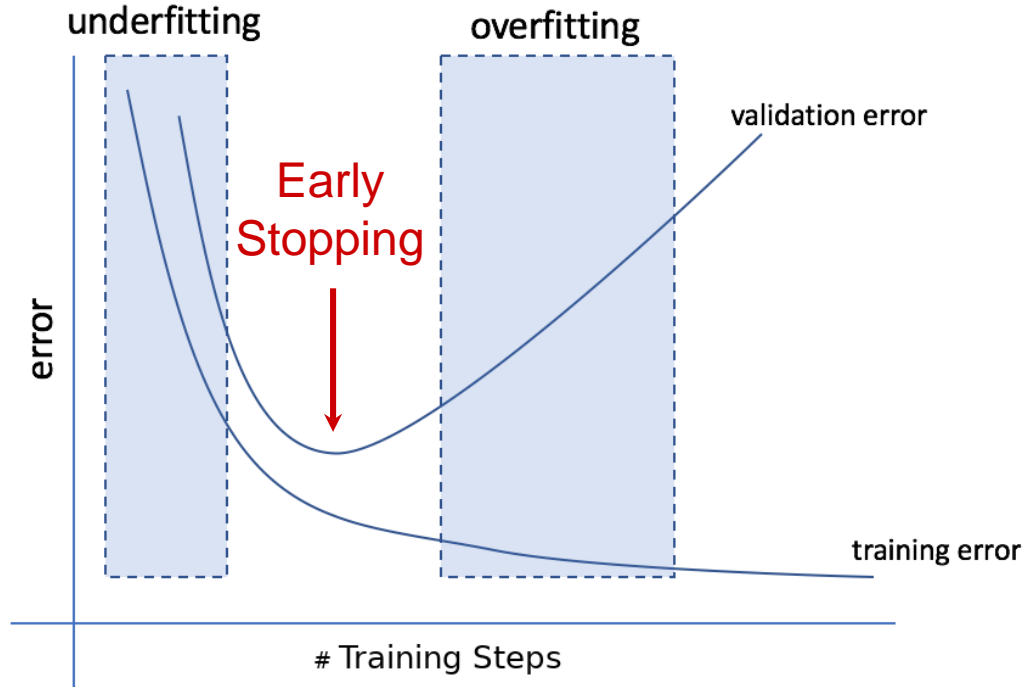 underfitting
overfitting
validation error
Early
Stopping
error
training error
# Training Steps